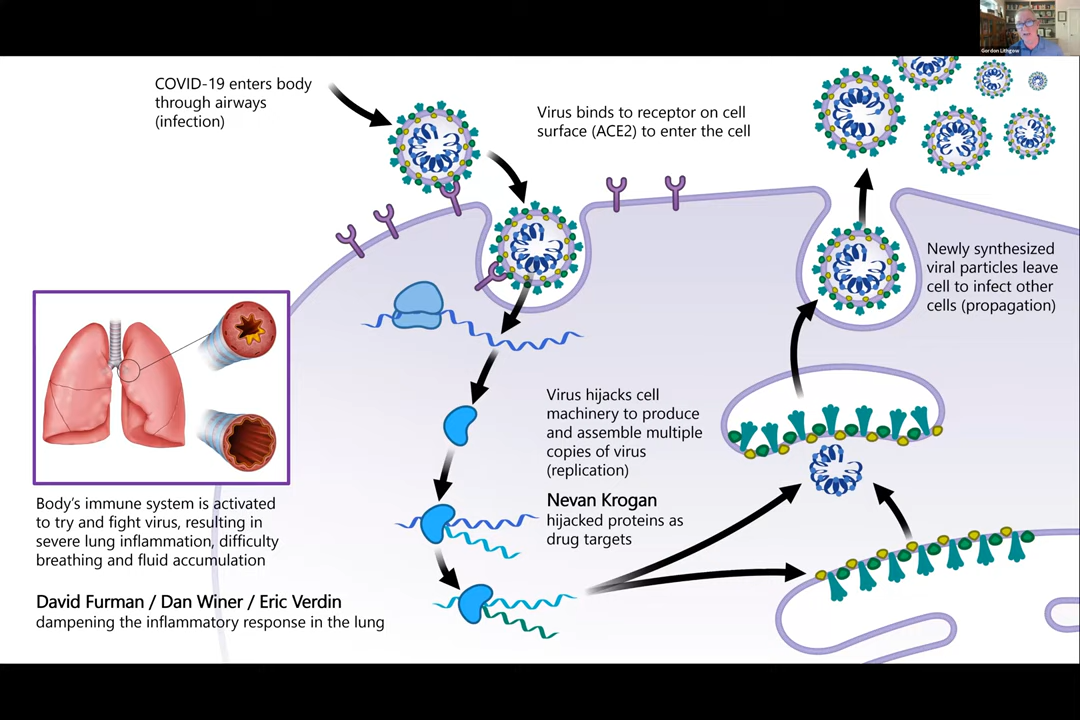 Gordon Lithgow
COVID-19 enters body
through airways
(infection)
Virus binds to receptor on cell
surface (ACE2) to enter the cell
Newly synthesized
viral particles leave
cell to infect other
cells (propagation)
Virus hijacks cell
machinery to produce
and assemble multiple
copies of virus
(replication)
Nevan Krogan
hijacked proteins as
drug targets
Body's immune system is activated
to try and fight virus, resulting in
severe lung inflammation, difficulty
breathing and fluid accumulation
David Furman / Dan Winer / Eric Verdin
dampening the inflammatory response in the lung